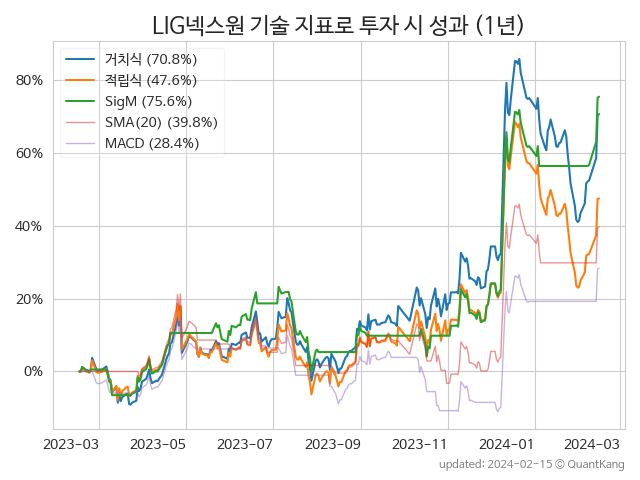 LIG넥스원 기술 지표로 투자 시 성과 (1년)
거치식 (70.8%)
적립식 (47.6%)
SigM (75.6%)
SMA(20) (39.8%)
MACD (28.4%)
80%
60%
40%
20%
0%
2023-03 2023-05 2023-07 2023-09 2023-11 2024-01 2024-03
updated: 2024-02-15 © QuantKang